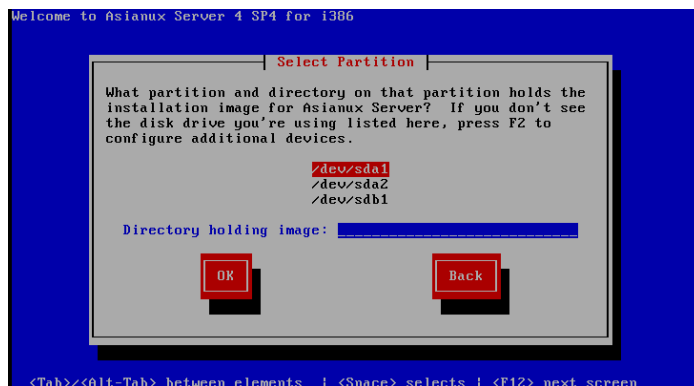 Welcome to Asianux Server 4 SP4 for i386
Select Partition
What partition and directory on that partition holds the
installation image for Asianux Server? If you don't see
the disk drive you're using listed here, press F2 to
configure additional devices.
/dev/sda1
/dev/sda2
/dev/sdb1
Directory holding image: ____________________________
OK Back
<Tab>/<Alt-Tab> between elements | <Space> selects | <F12> next screen